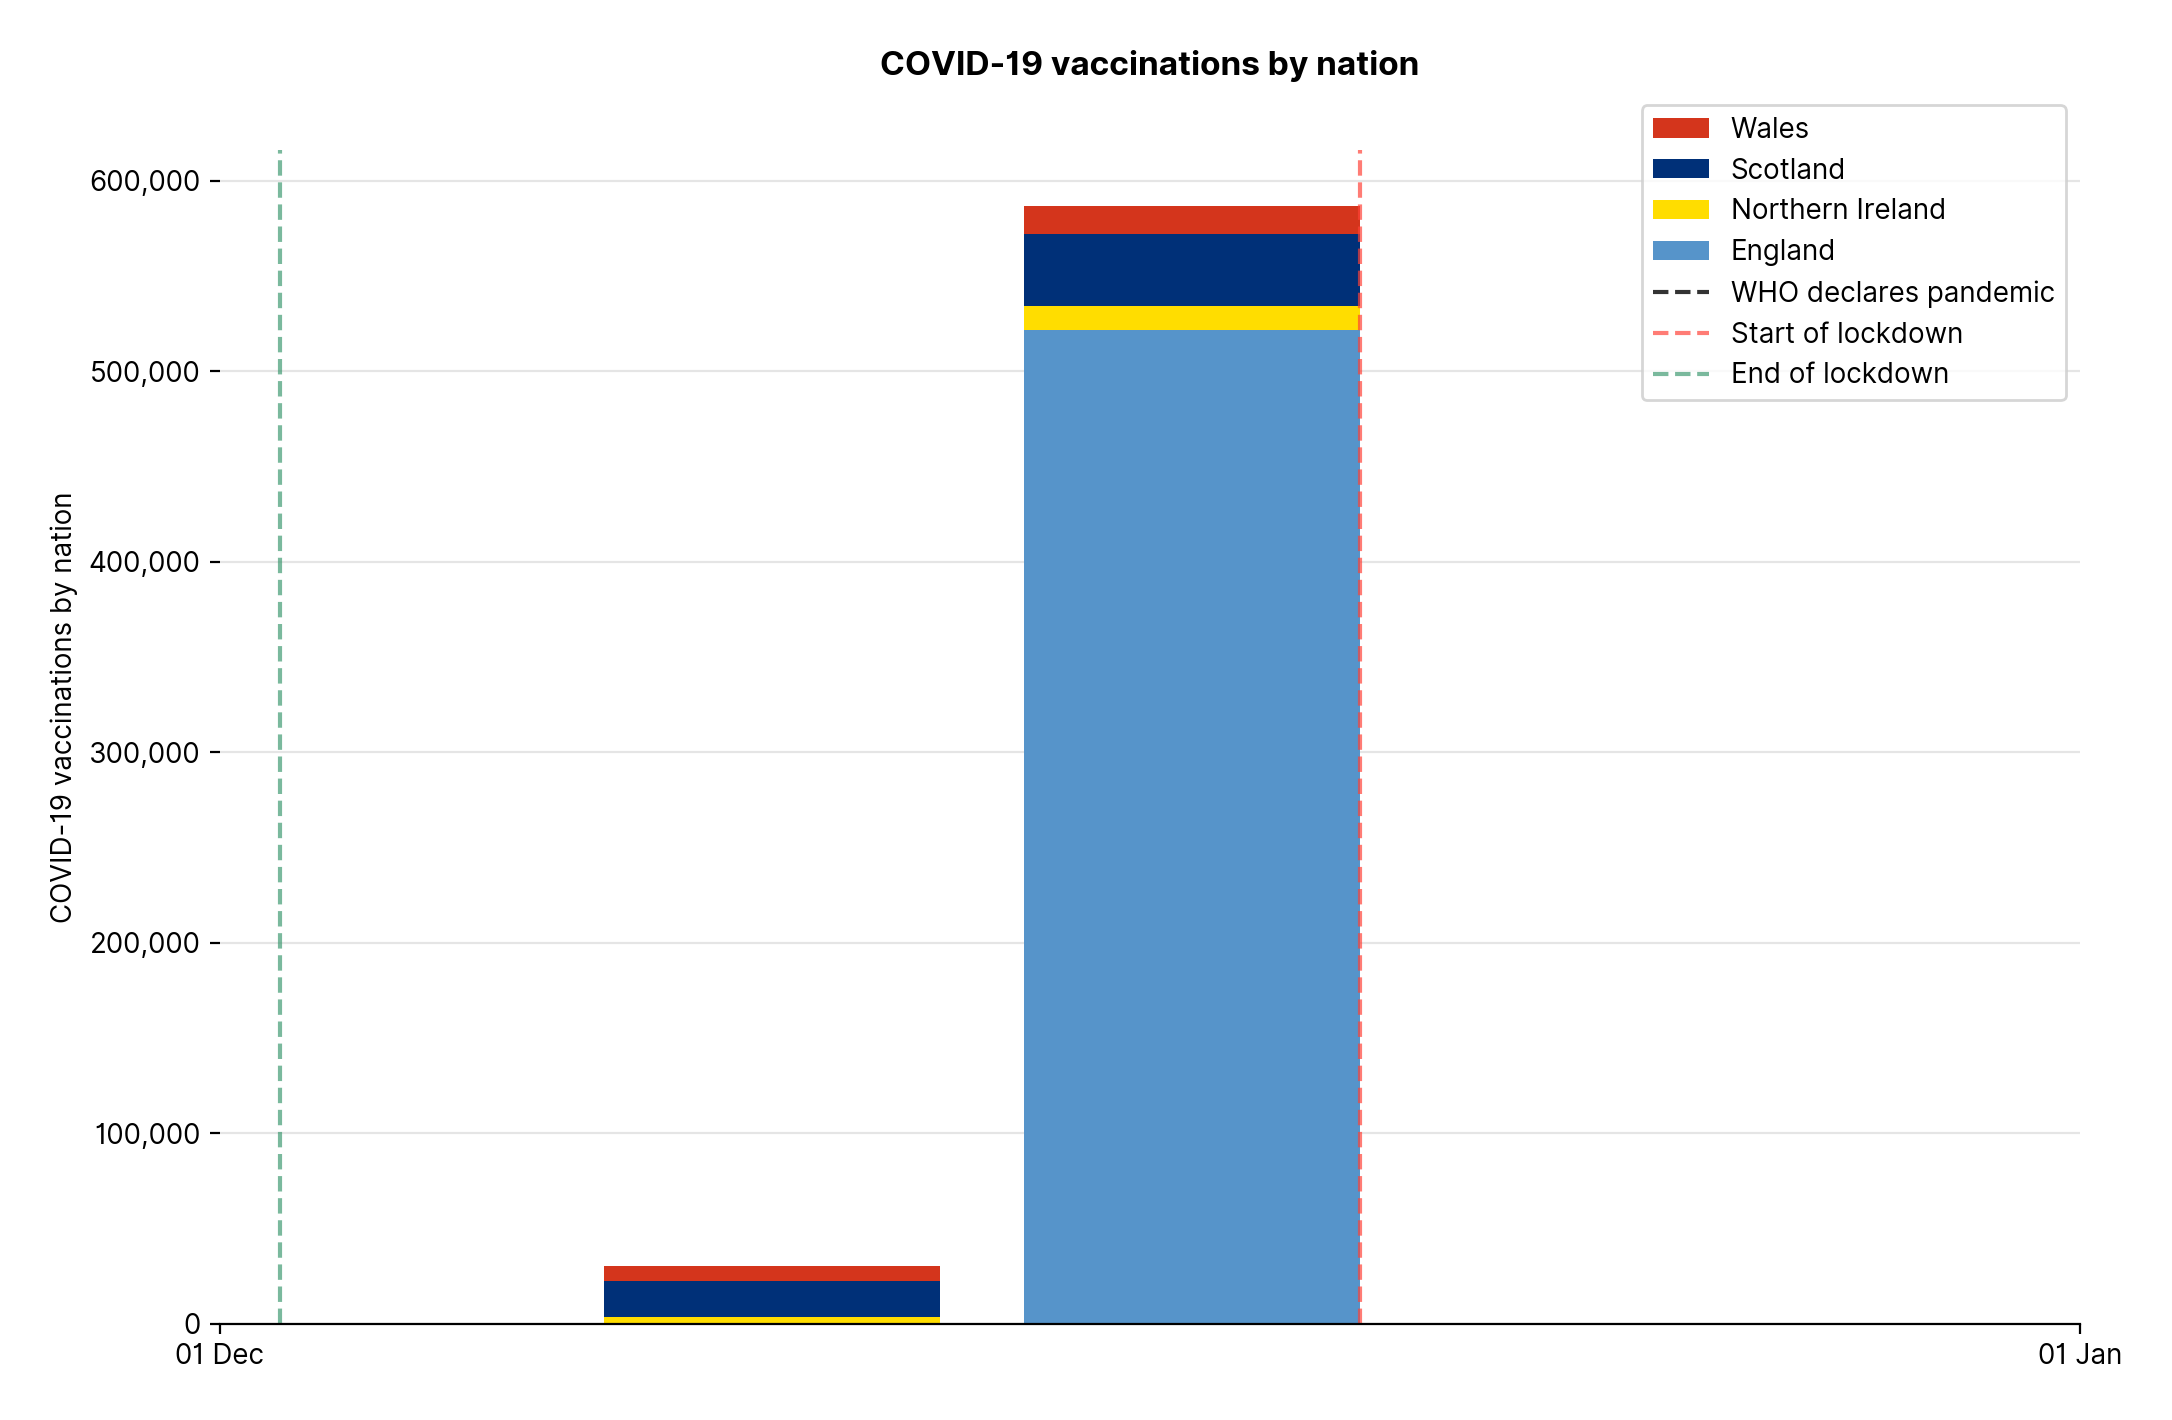 COVID-19 vaccinations by nation
Wales
Scotland
Northern Ireland
England
WHO declares pandemic
Start of lockdown
End of lockdown
COVID-19 vaccinations by nation
600,000
500,000
400,000
300,000
200,000
100,000
0
01 Dec
01 Jan